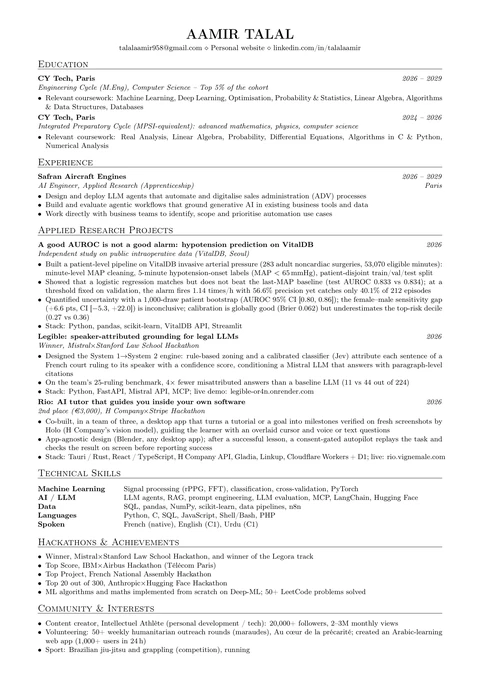 AAMIR TALAL
talalaamir958@gmail.com ⋄ Personal website ⋄ linkedin.com/in/talalaamir
Education
CY Tech, Paris 2026 – 2029
Engineering Cycle (M.Eng), Computer Science – Top 5% of the cohort
• Relevant coursework: Machine Learning, Deep Learning, Optimisation, Probability & Statistics, Linear Algebra, Algorithms
& Data Structures, Databases
CY Tech, Paris 2024 – 2026
Integrated Preparatory Cycle (MPSI-equivalent): advanced mathematics, physics, computer science
• Relevant coursework: Real Analysis, Linear Algebra, Probability, Differential Equations, Algorithms in C & Python,
Numerical Analysis
Experience
Safran Aircraft Engines 2026 – 2029
AI Engineer, Applied Research (Apprenticeship) Paris
• Design and deploy LLM agents that automate and digitalise sales administration (ADV) processes
• Build and evaluate agentic workflows that ground generative AI in existing business tools and data
• Work directly with business teams to identify, scope and prioritise automation use cases
Applied Research Projects
A good AUROC is not a good alarm: hypotension prediction on VitalDB 2026
Independent study on public intraoperative data (VitalDB, Seoul)
• Built a patient-level pipeline on VitalDB invasive arterial pressure (283 adult noncardiac surgeries, 53,070 eligible minutes):
minute-level MAP cleaning, 5-minute hypotension-onset labels (MAP < 65 mmHg), patient-disjoint train/val/test split
• Showed that a logistic regression matches but does not beat the last-MAP baseline (test AUROC 0.833 vs 0.834); at a
threshold fixed on validation, the alarm fires 1.14 times/h with 56.6% precision yet catches only 40.1% of 212 episodes
• Quantified uncertainty with a 1,000-draw patient bootstrap (AUROC 95% CI [0.80, 0.86]); the female–male sensitivity gap
(+6.6 pts, CI [−5.3, +22.0]) is inconclusive; calibration is globally good (Brier 0.062) but underestimates the top-risk decile
(0.27 vs 0.36)
• Stack: Python, pandas, scikit-learn, VitalDB API, Streamlit
Legible: speaker-attributed grounding for legal LLMs 2026
Winner, Mistral×Stanford Law School Hackathon
• Designed the System 1→System 2 engine: rule-based zoning and a calibrated classifier (Jev) attribute each sentence of a
French court ruling to its speaker with a confidence score, conditioning a Mistral LLM that answers with paragraph-level
citations
• On the team's 25-ruling benchmark, 4× fewer misattributed answers than a baseline LLM (11 vs 44 out of 224)
• Stack: Python, FastAPI, Mistral API, MCP; live demo: legible-or4n.onrender.com
Rio: AI tutor that guides you inside your own software 2026
2nd place (€3,000), H Company×Stripe Hackathon
• Co-built, in a team of three, a desktop app that turns a tutorial or a goal into milestones verified on fresh screenshots by
Holo (H Company's vision model), guiding the learner with an overlaid cursor and voice or text questions
• App-agnostic design (Blender, any desktop app); after a successful lesson, a consent-gated autopilot replays the task and
checks the result on screen before reporting success
• Stack: Tauri / Rust, React / TypeScript, H Company API, Gladia, Linkup, Cloudflare Workers + D1; live: rio.vignemale.com
Technical Skills
Machine Learning Signal processing (rPPG, FFT), classification, cross-validation, PyTorch
AI / LLM LLM agents, RAG, prompt engineering, LLM evaluation, MCP, LangChain, Hugging Face
Data SQL, pandas, NumPy, scikit-learn, data pipelines, n8n
Languages Python, C, SQL, JavaScript, Shell/Bash, PHP
Spoken French (native), English (C1), Urdu (C1)
Hackathons & Achievements
• Winner, Mistral×Stanford Law School Hackathon, and winner of the Legora track
• Top Score, IBM×Airbus Hackathon (Télécom Paris)
• Top Project, French National Assembly Hackathon
• Top 20 out of 300, Anthropic×Hugging Face Hackathon
• ML algorithms and maths implemented from scratch on Deep-ML; 50+ LeetCode problems solved
Community & Interests
• Content creator, Intellectuel Athlète (personal development / tech): 20,000+ followers, 2–3M monthly views
• Volunteering: 50+ weekly humanitarian outreach rounds (maraudes), Au cœur de la précarité; created an Arabic-learning
web app (1,000+ users in 24 h)
• Sport: Brazilian jiu-jitsu and grappling (competition), running